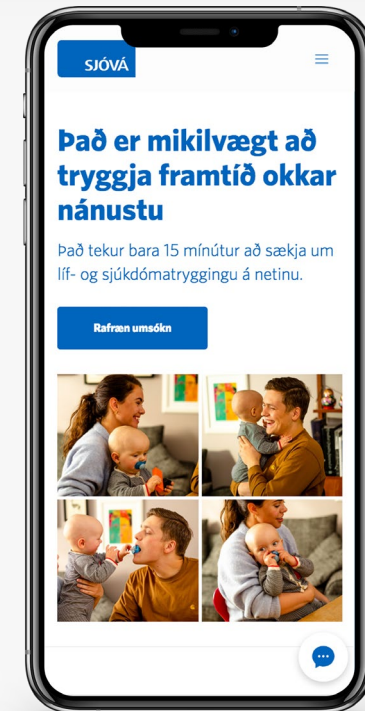 SJÓVÁ
Það er mikilvægt að
tryggja framtíð okkar
nánustu
Það tekur bara 15 mínútur að sækja um
líf- og sjúkdómatryggingu á netinu.
Rafræn umsókn